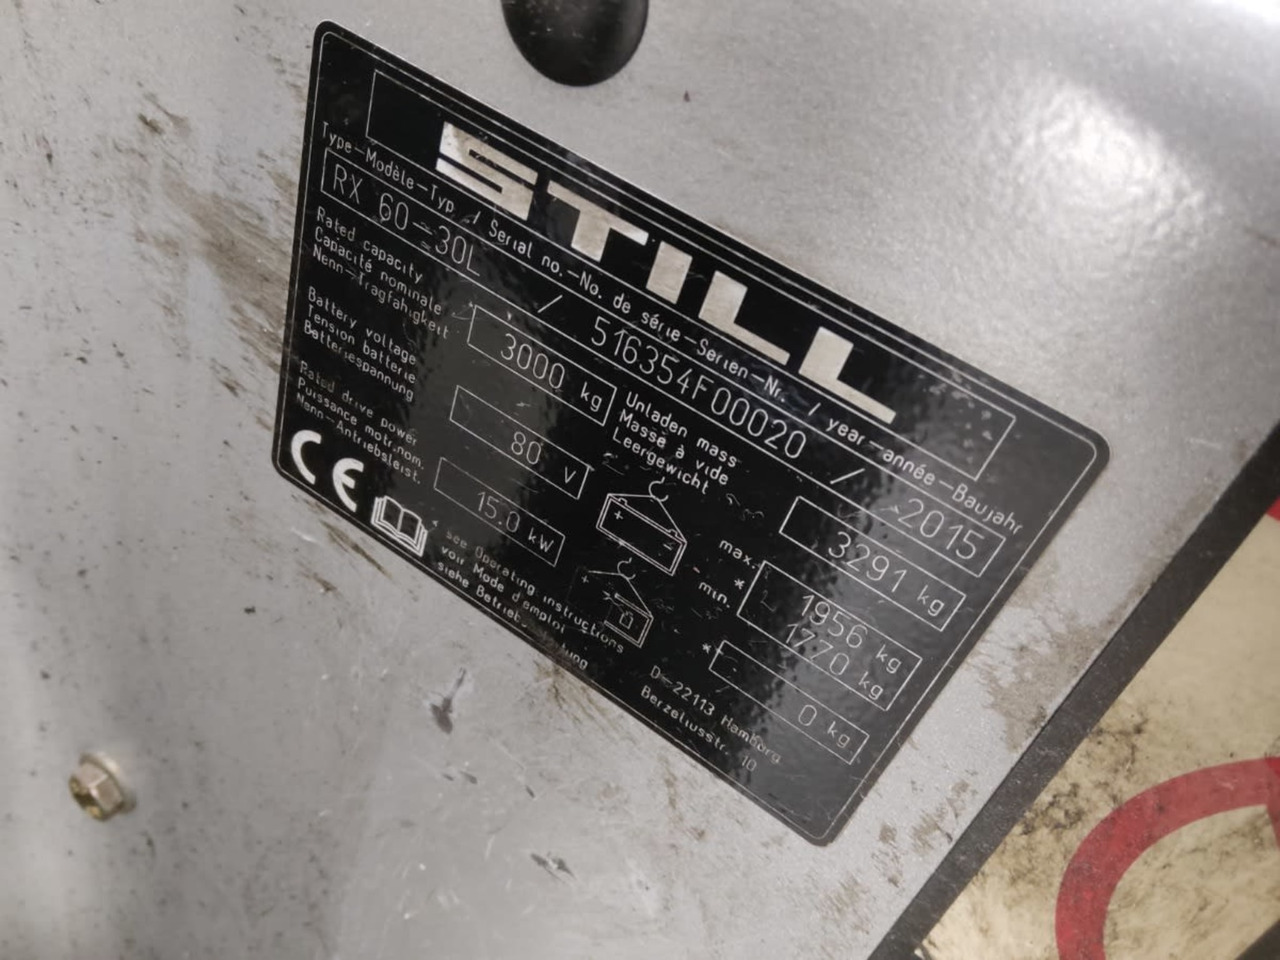 STILL
Type-Modèle-Typ / Serial no.-No. de série-Serien-Nr. / year-année-Baujahr
RX 60-30L / 516354F00020 / 2015
Rated capacity
Capacité nominale
Nenn-Tragfähigkeit
3000 kg
Unladen mass
Masse à vide
Leergewicht
3291 kg
Battery voltage
Tension batterie
Batteriespannung
80 V
max.
1956 kg
*
min.
1770 kg
Rated drive power
Puissance motr.nom.
Nenn-Antriebsleist.
15.0 kW
*
0 kg
CE
see Operating instructions
voir Mode d'emploi
siehe
D-22113 Hamburg
Berzeliusstr. 10